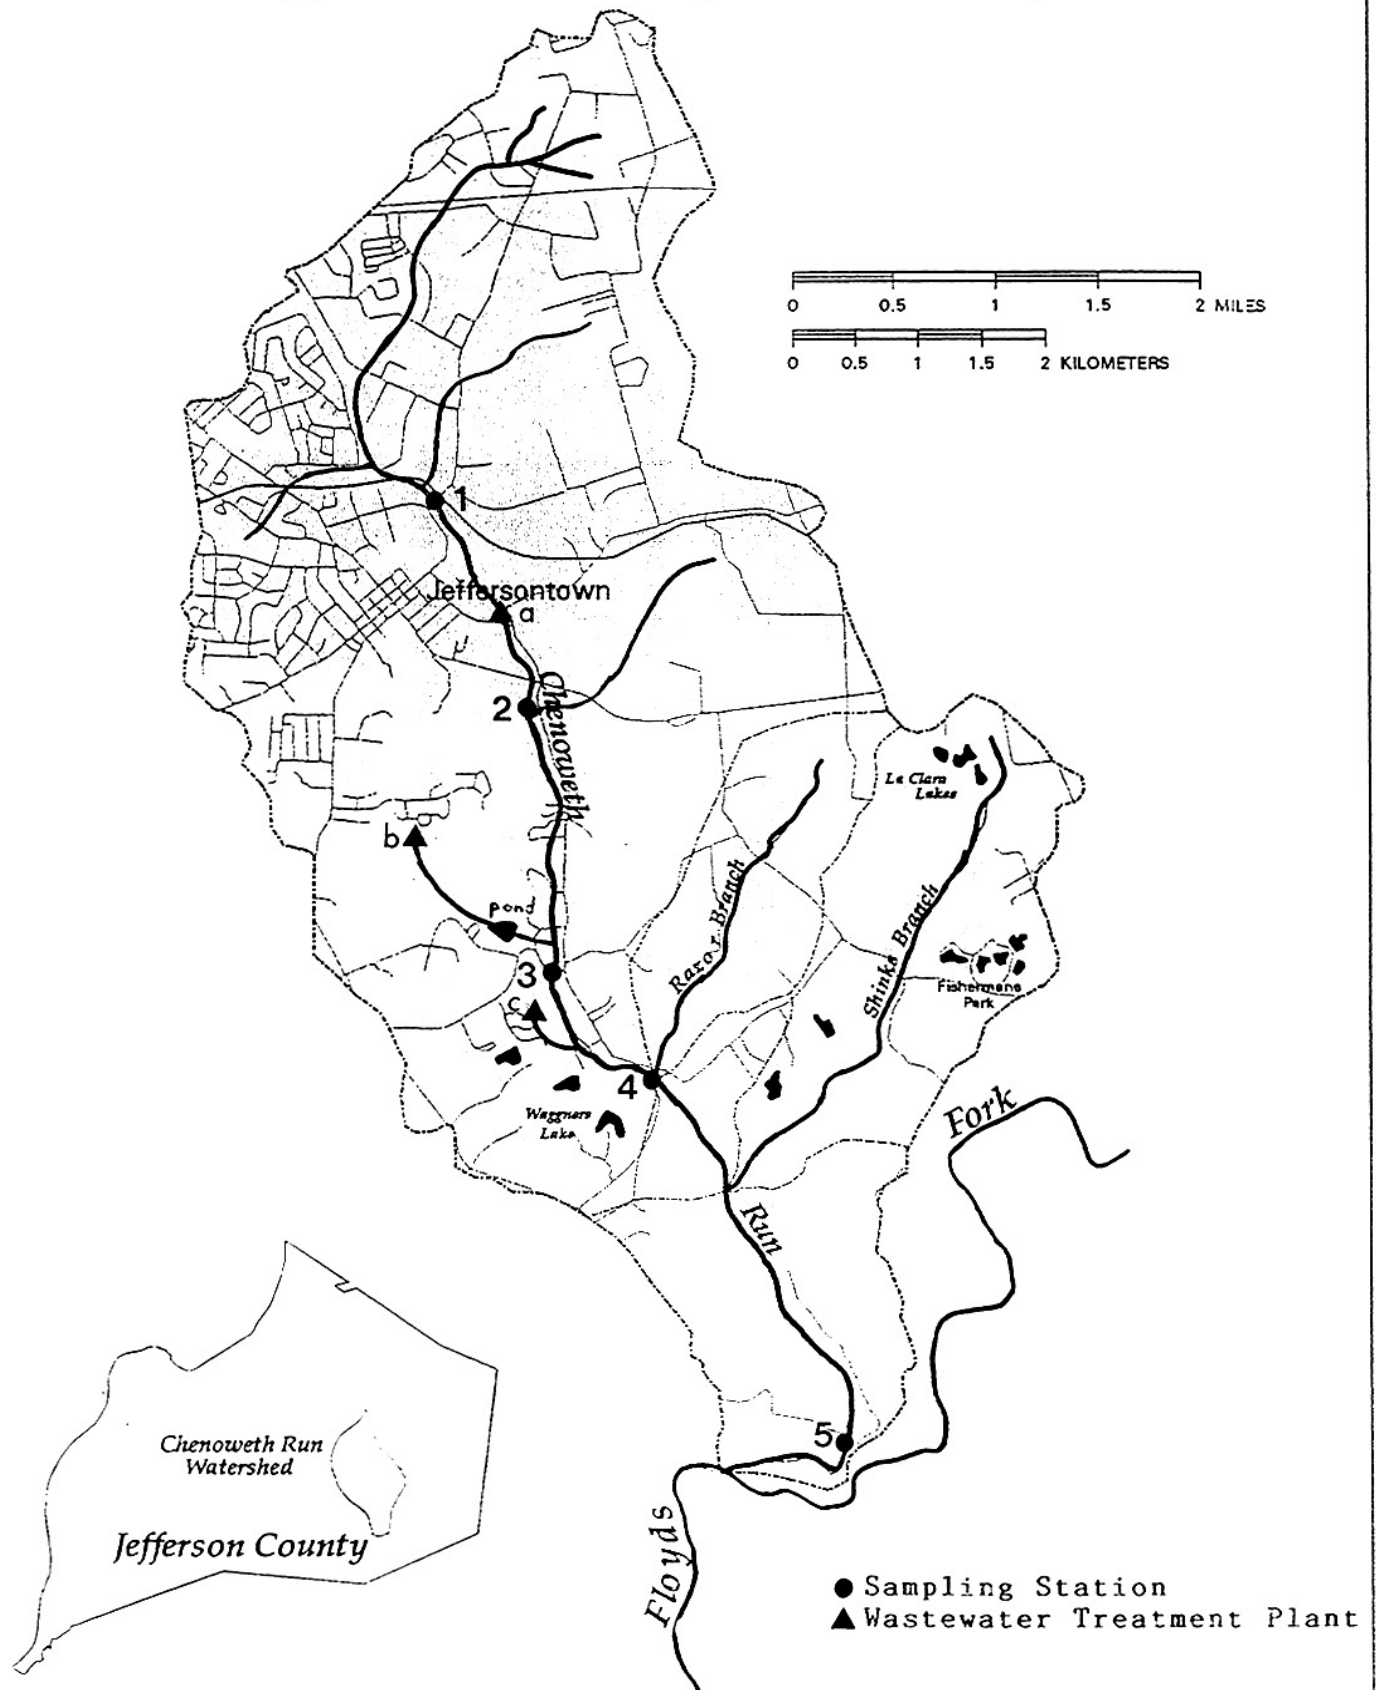 0 0.5 1 1.5 2 MILES
0 0.5 1 1.5 2 KILOMETERS
1
Jeffersontown
a
2
Chenoweth
La Clara
Lakes
b
pond
Razor Branch
Shinks Branch
3
c
Fishermans
Park
4
Waggners
Lake
Fork
Run
5
Chenoweth Run
Watershed
Jefferson County
Floyds
Sampling Station
Wastewater Treatment Plant